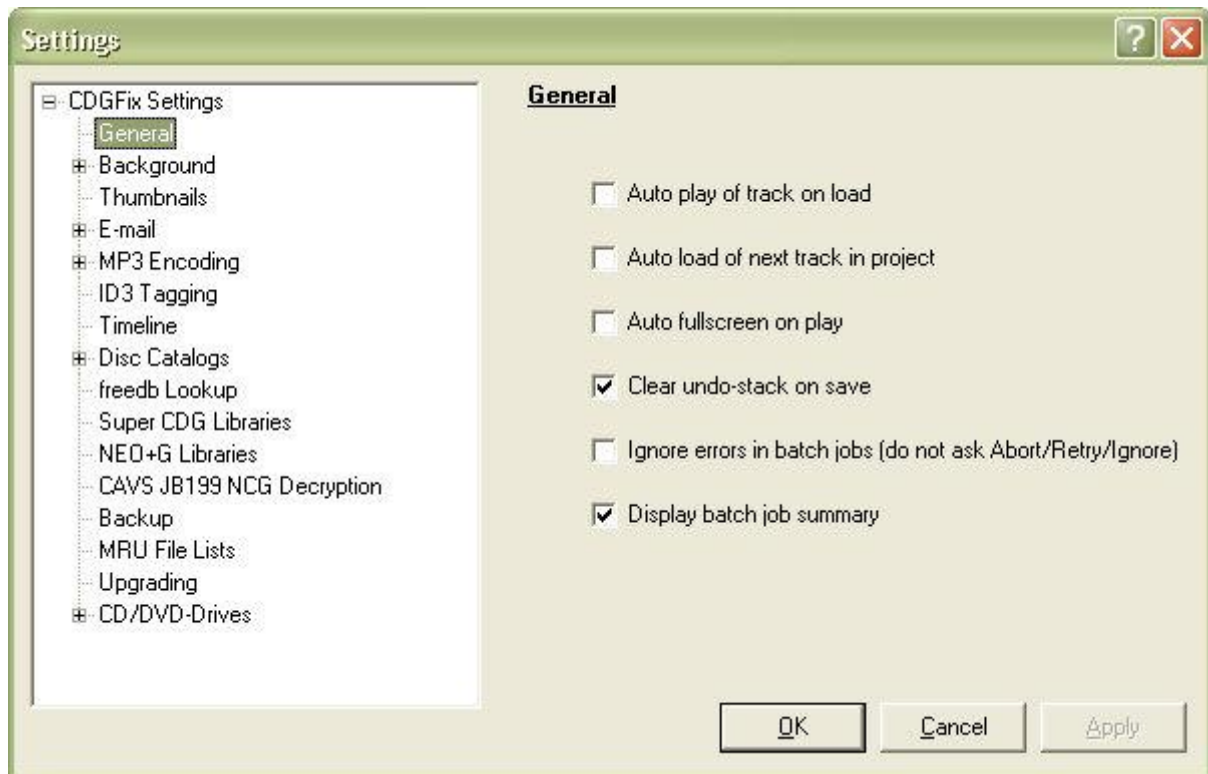 Settings
CDGFix Settings
General
Background
Thumbnails
E-mail
MP3 Encoding
ID3 Tagging
Timeline
Disc Catalogs
freedb Lookup
Super CDG Libraries
NEO+G Libraries
CAVS JB199 NCG Decryption
Backup
MRU File Lists
Upgrading
CD/DVD-Drives
General
Auto play of track on load
Auto load of next track in project
Auto fullscreen on play
Clear undo-stack on save
Ignore errors in batch jobs (do not ask Abort/Retry/Ignore)
Display batch job summary
OK
Cancel
Apply